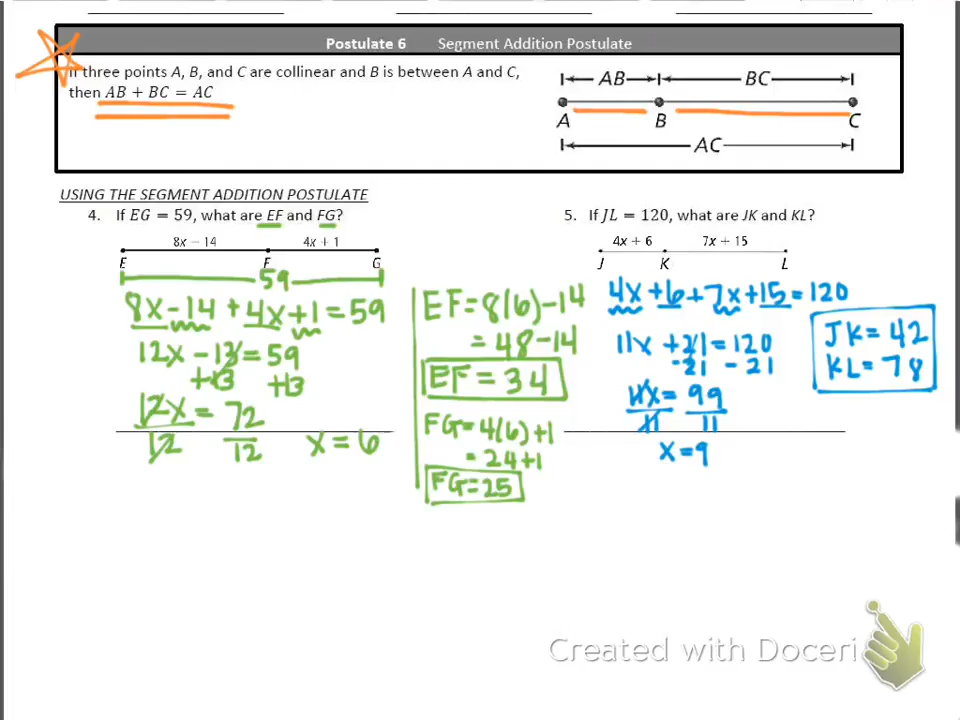 Postulate 6 Segment Addition Postulate
If three points A, B, and C are collinear and B is between A and C,
then AB + BC = AC
AB BC
A B C
AC
USING THE SEGMENT ADDITION POSTULATE
4. If EG = 59, what are EF and FG?
8x − 14 4x + 1
E F G
59
8x - 14 + 4x + 1 = 59
12x - 13 = 59
+13 +13
12x = 72
12 12 x = 6
EF = 8(6) - 14
= 48 - 14
EF = 34
FG = 4(6) + 1
= 24 + 1
FG = 25
5. If JL = 120, what are JK and KL?
4x + 6 7x + 15
J K L
4x + 6 + 7x + 15 = 120
11x + 21 = 120
-21 - 21
11x = 99
11 11
x = 9
JK = 42
KL = 78
Created with Doceri